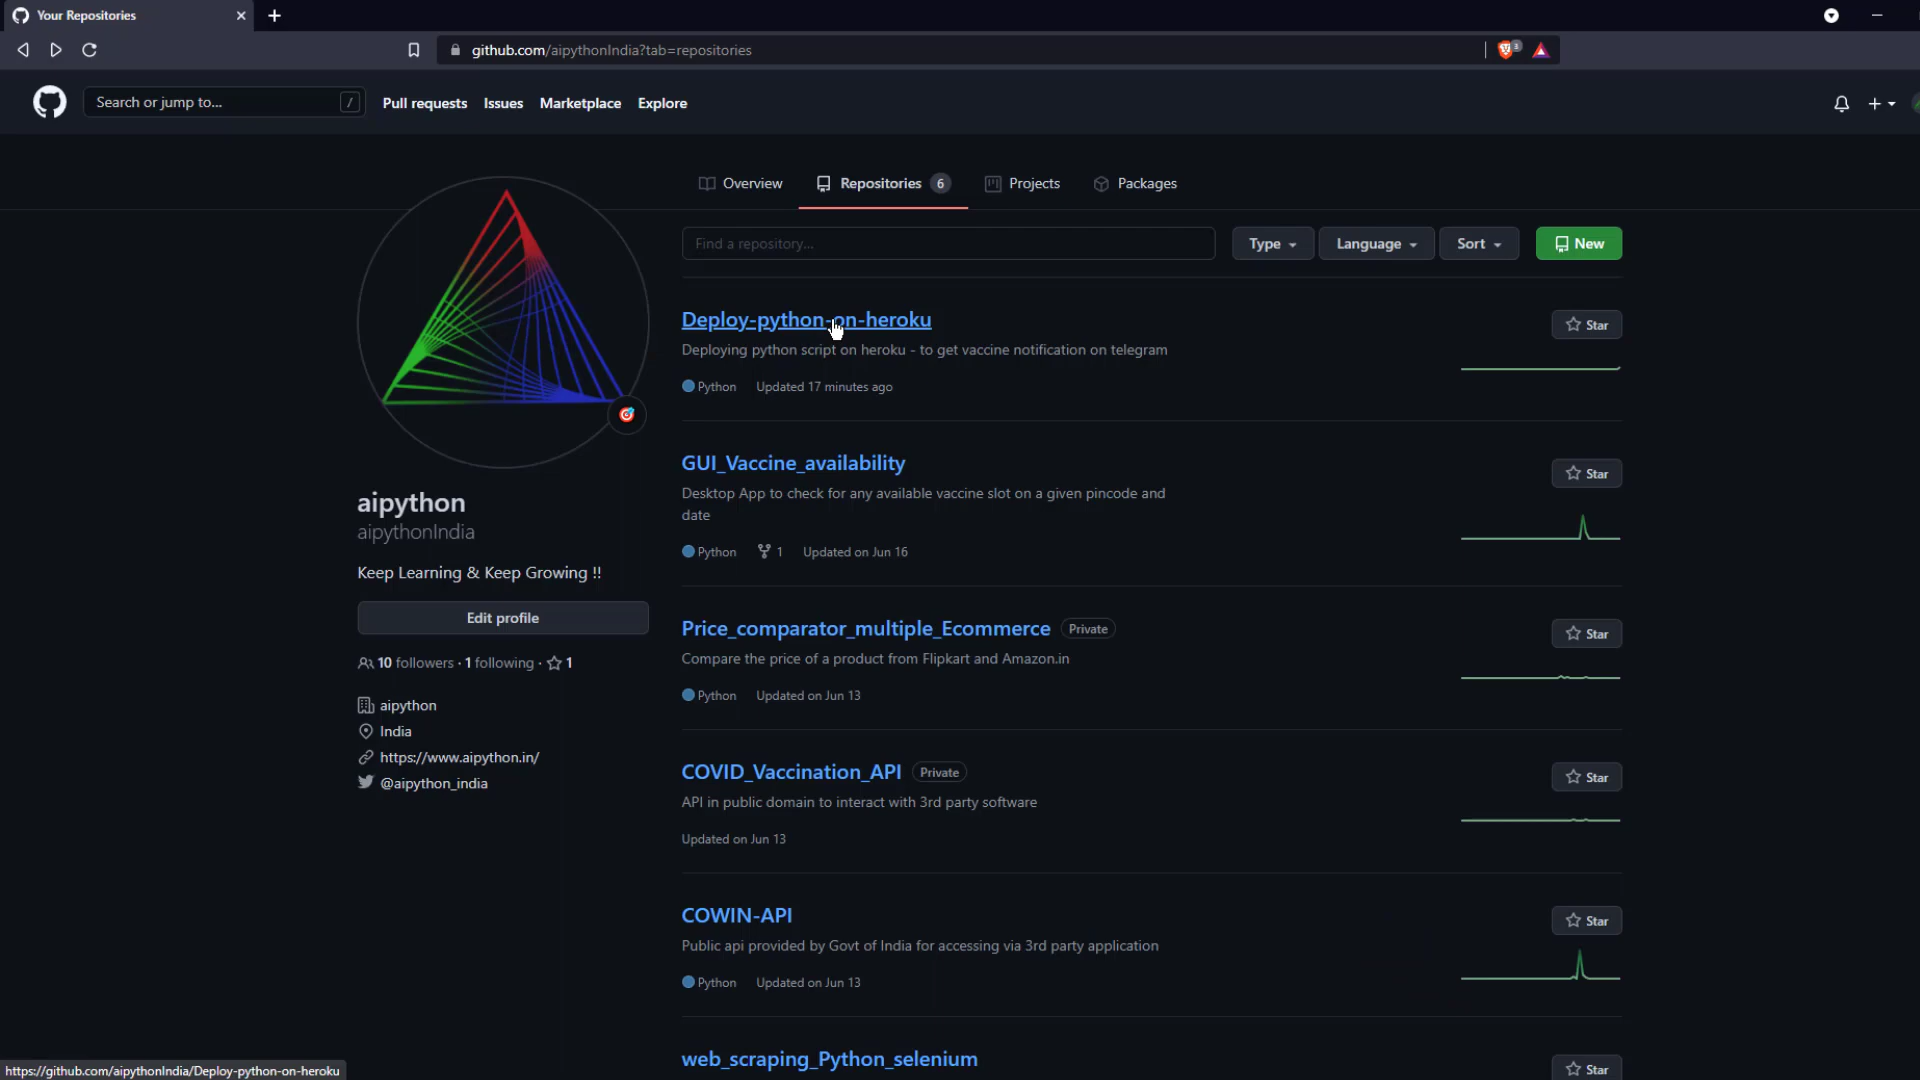 Your Repositories
github.com/aipythonIndia?tab=repositories
3
Search or jump to... /
Pull requests Issues Marketplace Explore
Overview Repositories 6 Projects Packages
Find a repository... Type Language Sort New
Deploy-python-on-heroku
Star
Deploying python script on heroku - to get vaccine notification on telegram
Python Updated 17 minutes ago
GUI_Vaccine_availability
Star
Desktop App to check for any available vaccine slot on a given pincode and
date
Python 1 Updated on Jun 16
aipython
aipythonIndia
Keep Learning & Keep Growing !!
Edit profile
10 followers · 1 following · 1
aipython
India
https://www.aipython.in/
@aipython_india
Price_comparator_multiple_Ecommerce Private
Star
Compare the price of a product from Flipkart and Amazon.in
Python Updated on Jun 13
COVID_Vaccination_API Private
Star
API in public domain to interact with 3rd party software
Updated on Jun 13
COWIN-API
Star
Public api provided by Govt of India for accessing via 3rd party application
Python Updated on Jun 13
web_scraping_Python_selenium
Star
https://github.com/aipythonIndia/Deploy-python-on-heroku